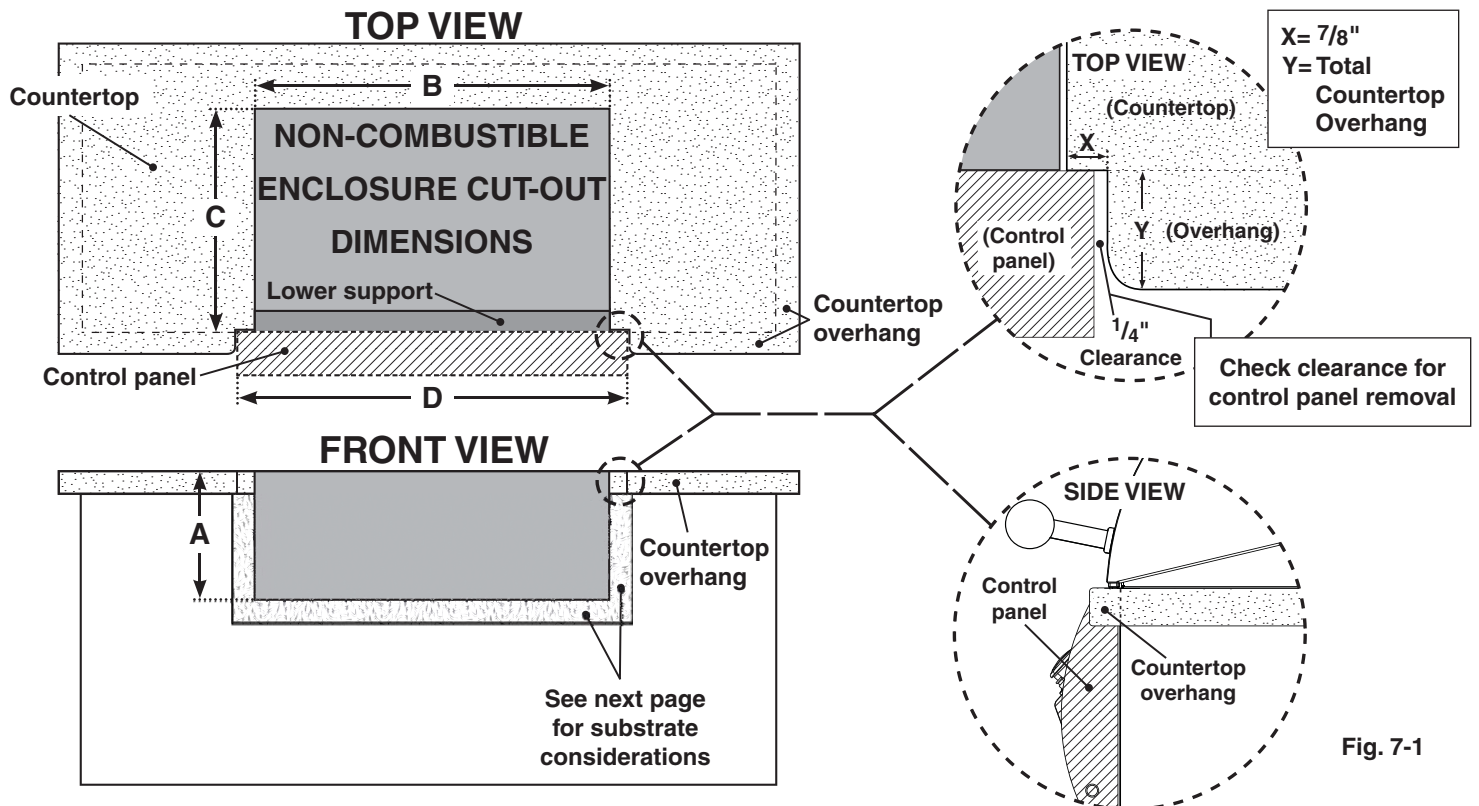 TOP VIEW
Countertop
B
NON-COMBUSTIBLE
ENCLOSURE CUT-OUT
DIMENSIONS
C
Lower support
Countertop
overhang
Control panel
D
TOP VIEW
(Countertop)
X
(Control
panel)
Y (Overhang)
1/4"
Clearance
X= 7/8"
Y= Total
Countertop
Overhang
Check clearance for
control panel removal
FRONT VIEW
A
Countertop
overhang
See next page
for substrate
considerations
SIDE VIEW
Control
panel
Countertop
overhang
Fig. 7-1